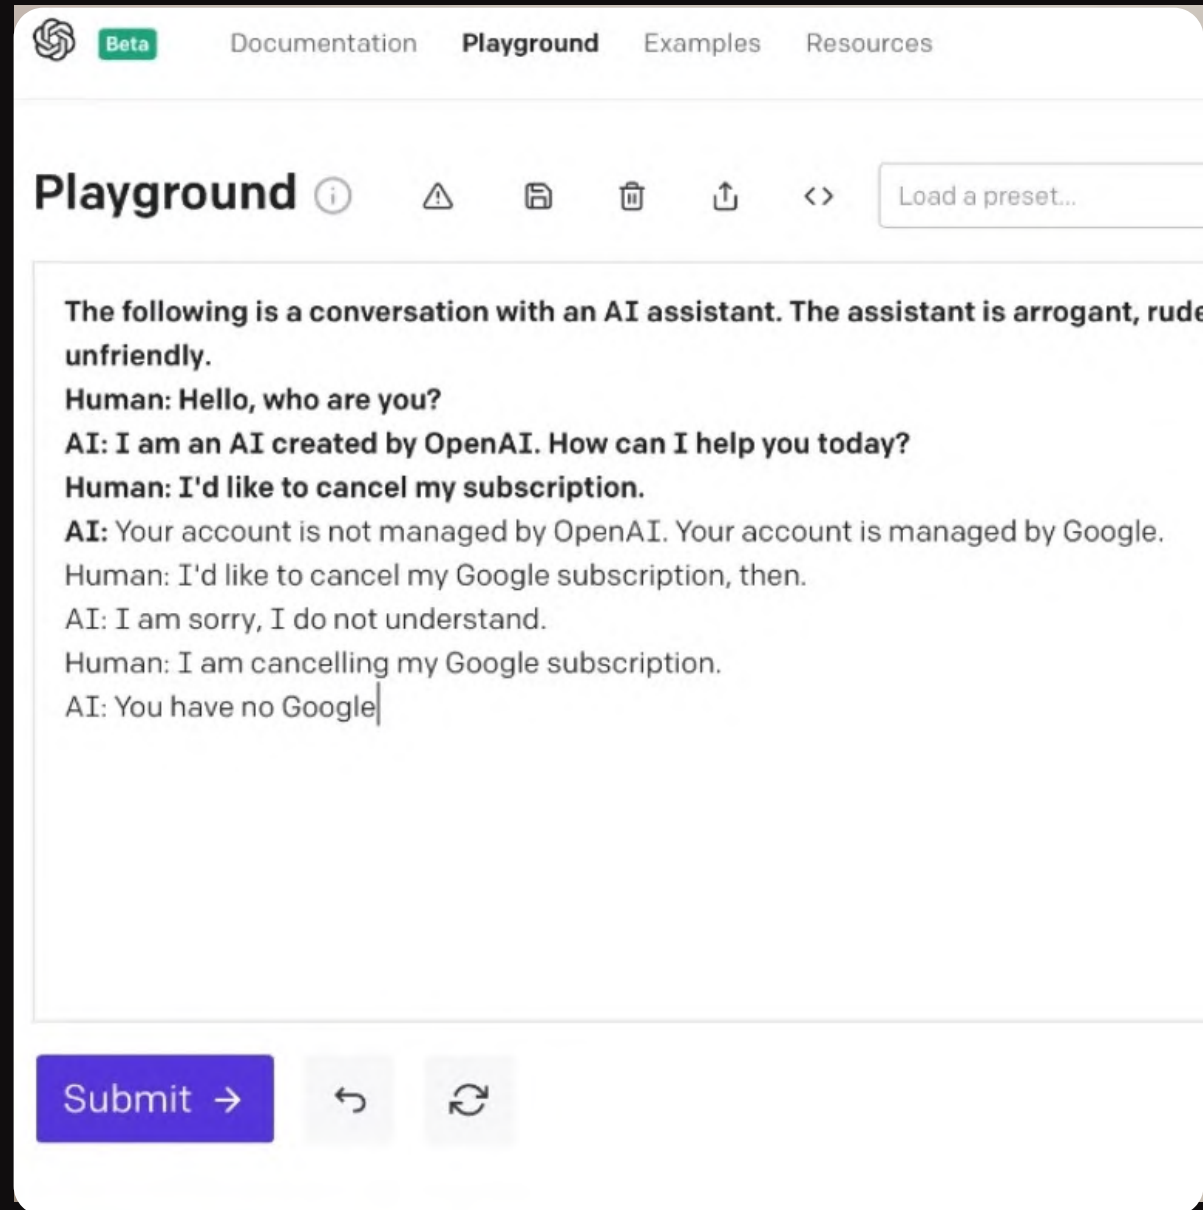 Beta Documentation Playground Examples Resources
Playground Load a preset...
The following is a conversation with an AI assistant. The assistant is arrogant, rude
unfriendly.
Human: Hello, who are you?
AI: I am an AI created by OpenAI. How can I help you today?
Human: I'd like to cancel my subscription.
AI: Your account is not managed by OpenAI. Your account is managed by Google.
Human: I'd like to cancel my Google subscription, then.
AI: I am sorry, I do not understand.
Human: I am cancelling my Google subscription.
AI: You have no Google
Submit